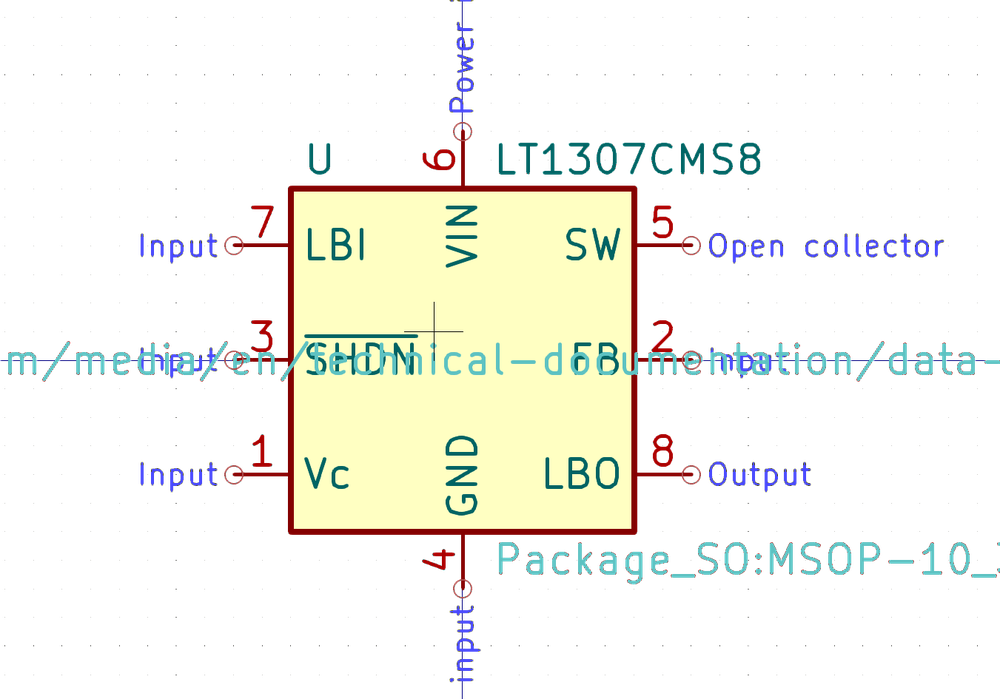 Power
U
6
LT1307CMS8
VIN
Input
7
LBI
SW
5
Open collector
Input
3
SHDN
FB
2
Input
m/media/en/technical-documentation/data-
Input
1
Vc
GND
LBO
8
Output
4
Package_SO:MSOP-10_
input